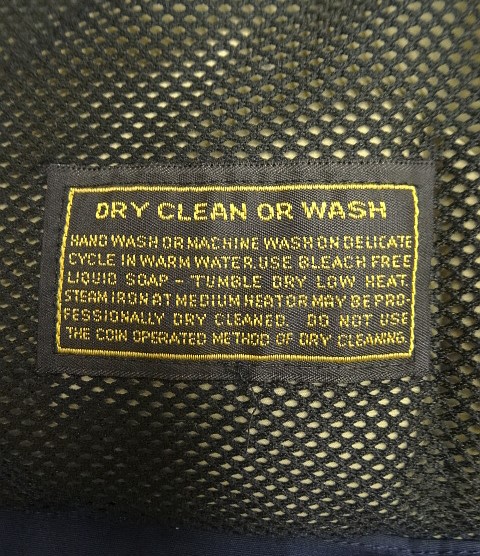 DRY CLEAN OR WASH
HAND WASH OR MACHINE WASH ON DELICATE
CYCLE IN WARM WATER. USE BLEACH FREE
LIQUID SOAP - TUMBLE DRY LOW HEAT.
STEAM IRON AT MEDIUM HEAT OR MAY BE PRO-
FESSIONALLY DRY CLEANED. DO NOT USE
THE COIN OPERATED METHOD OF DRY CLEANING.